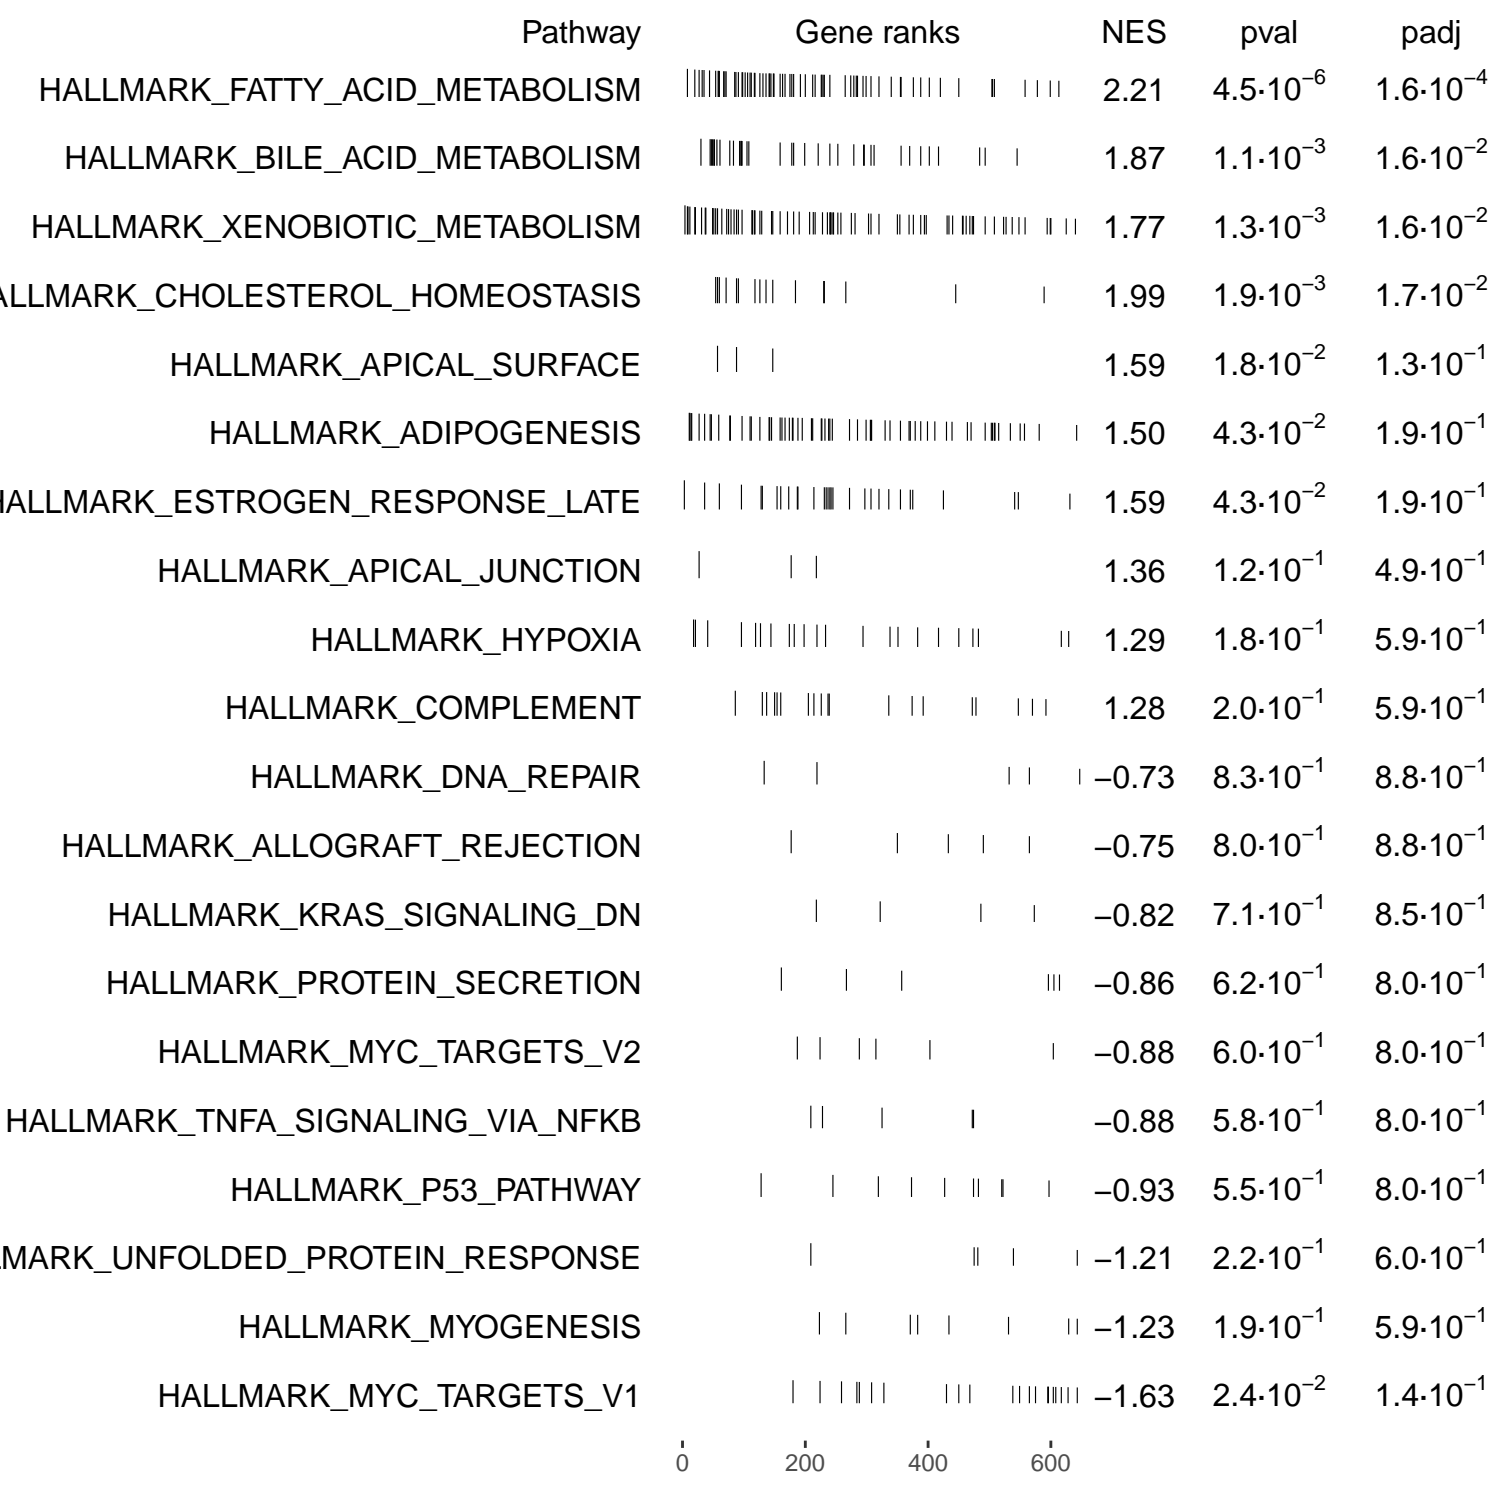 Pathway Gene ranks NES pval padj
HALLMARK_FATTY_ACID_METABOLISM 2.21 4.5·10⁻⁶ 1.6·10⁻⁴
HALLMARK_BILE_ACID_METABOLISM 1.87 1.1·10⁻³ 1.6·10⁻²
HALLMARK_XENOBIOTIC_METABOLISM 1.77 1.3·10⁻³ 1.6·10⁻²
ALLMARK_CHOLESTEROL_HOMEOSTASIS 1.99 1.9·10⁻³ 1.7·10⁻²
HALLMARK_APICAL_SURFACE 1.59 1.8·10⁻² 1.3·10⁻¹
HALLMARK_ADIPOGENESIS 1.50 4.3·10⁻² 1.9·10⁻¹
HALLMARK_ESTROGEN_RESPONSE_LATE 1.59 4.3·10⁻² 1.9·10⁻¹
HALLMARK_APICAL_JUNCTION 1.36 1.2·10⁻¹ 4.9·10⁻¹
HALLMARK_HYPOXIA 1.29 1.8·10⁻¹ 5.9·10⁻¹
HALLMARK_COMPLEMENT 1.28 2.0·10⁻¹ 5.9·10⁻¹
HALLMARK_DNA_REPAIR −0.73 8.3·10⁻¹ 8.8·10⁻¹
HALLMARK_ALLOGRAFT_REJECTION −0.75 8.0·10⁻¹ 8.8·10⁻¹
HALLMARK_KRAS_SIGNALING_DN −0.82 7.1·10⁻¹ 8.5·10⁻¹
HALLMARK_PROTEIN_SECRETION −0.86 6.2·10⁻¹ 8.0·10⁻¹
HALLMARK_MYC_TARGETS_V2 −0.88 6.0·10⁻¹ 8.0·10⁻¹
HALLMARK_TNFA_SIGNALING_VIA_NFKB −0.88 5.8·10⁻¹ 8.0·10⁻¹
HALLMARK_P53_PATHWAY −0.93 5.5·10⁻¹ 8.0·10⁻¹
MARK_UNFOLDED_PROTEIN_RESPONSE −1.21 2.2·10⁻¹ 6.0·10⁻¹
HALLMARK_MYOGENESIS −1.23 1.9·10⁻¹ 5.9·10⁻¹
HALLMARK_MYC_TARGETS_V1 −1.63 2.4·10⁻² 1.4·10⁻¹
0 200 400 600